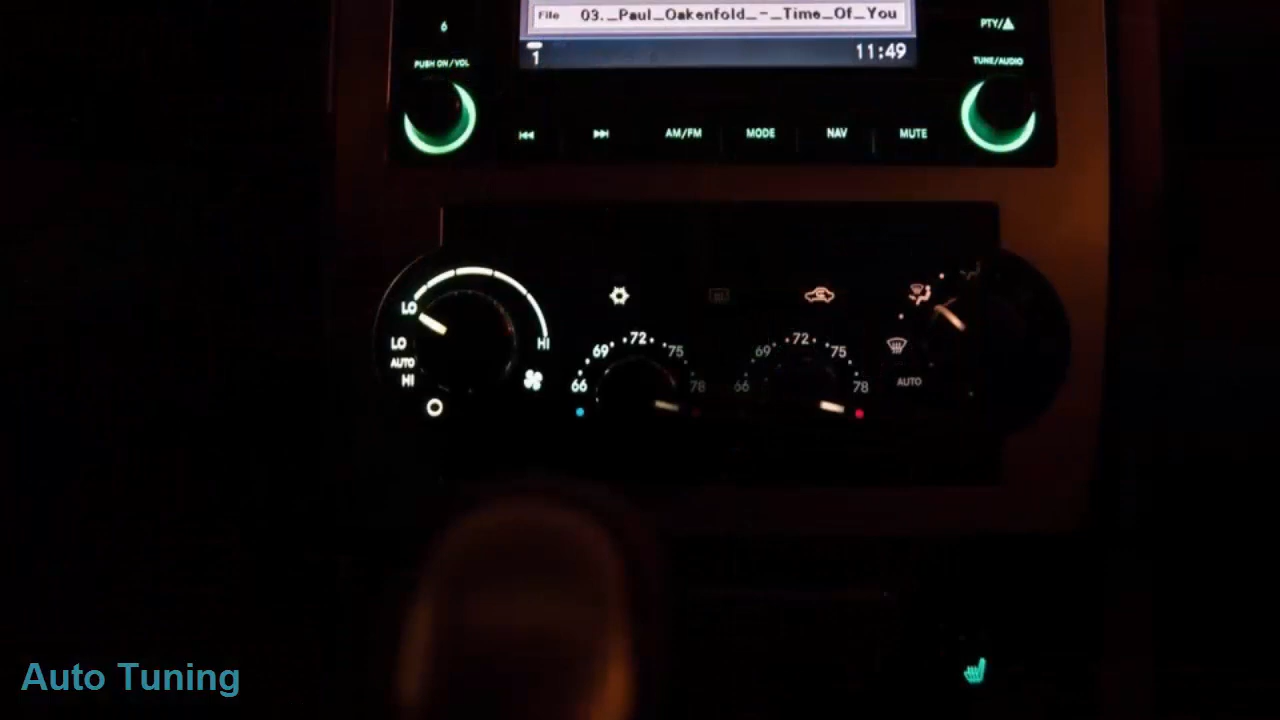 File 03._Paul_Oakenfold_-_Time_Of_You
6
PTY/▲
1
11:49
PUSH ON/VOL
TUNE/AUDIO
AM/FM MODE NAV MUTE
LO
LO
AUTO
HI
HI
66 69 72 75 78
66 69 72 75 78
AUTO
Auto Tuning